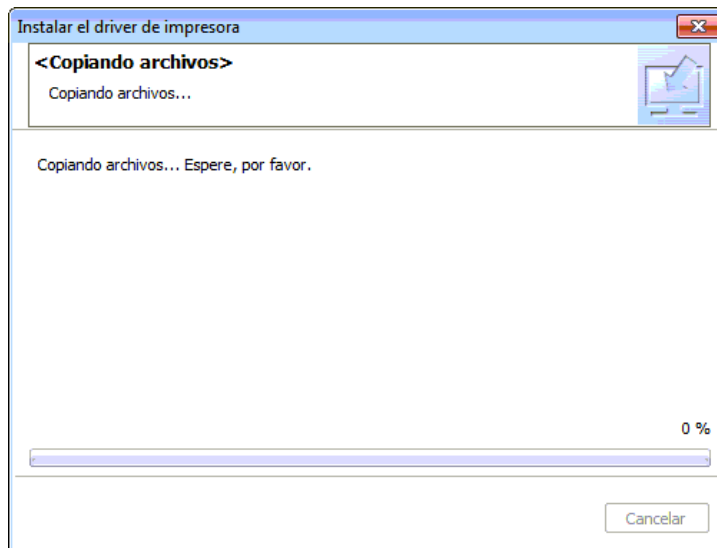 Instalar el driver de impresora
<Copiando archivos>
Copiando archivos...
Copiando archivos... Espere, por favor.
0 %
Cancelar